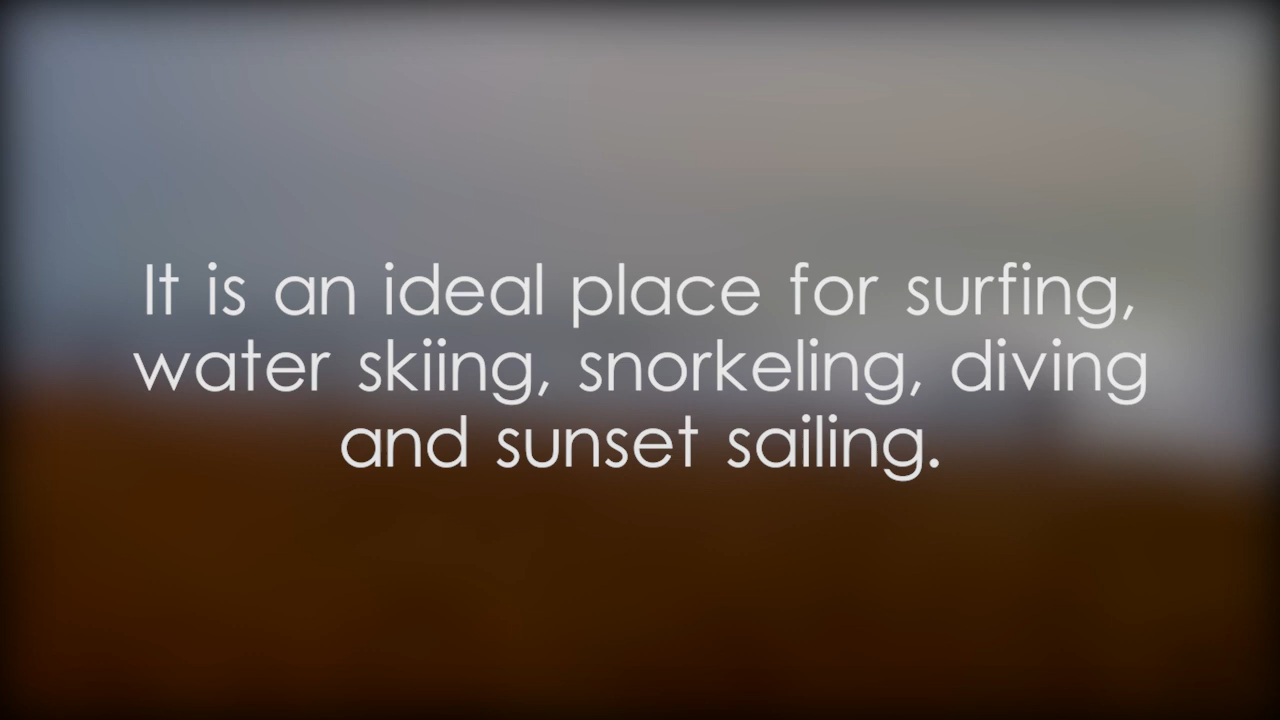 It is an ideal place for surfing,
water skiing, snorkeling, diving
and sunset sailing.